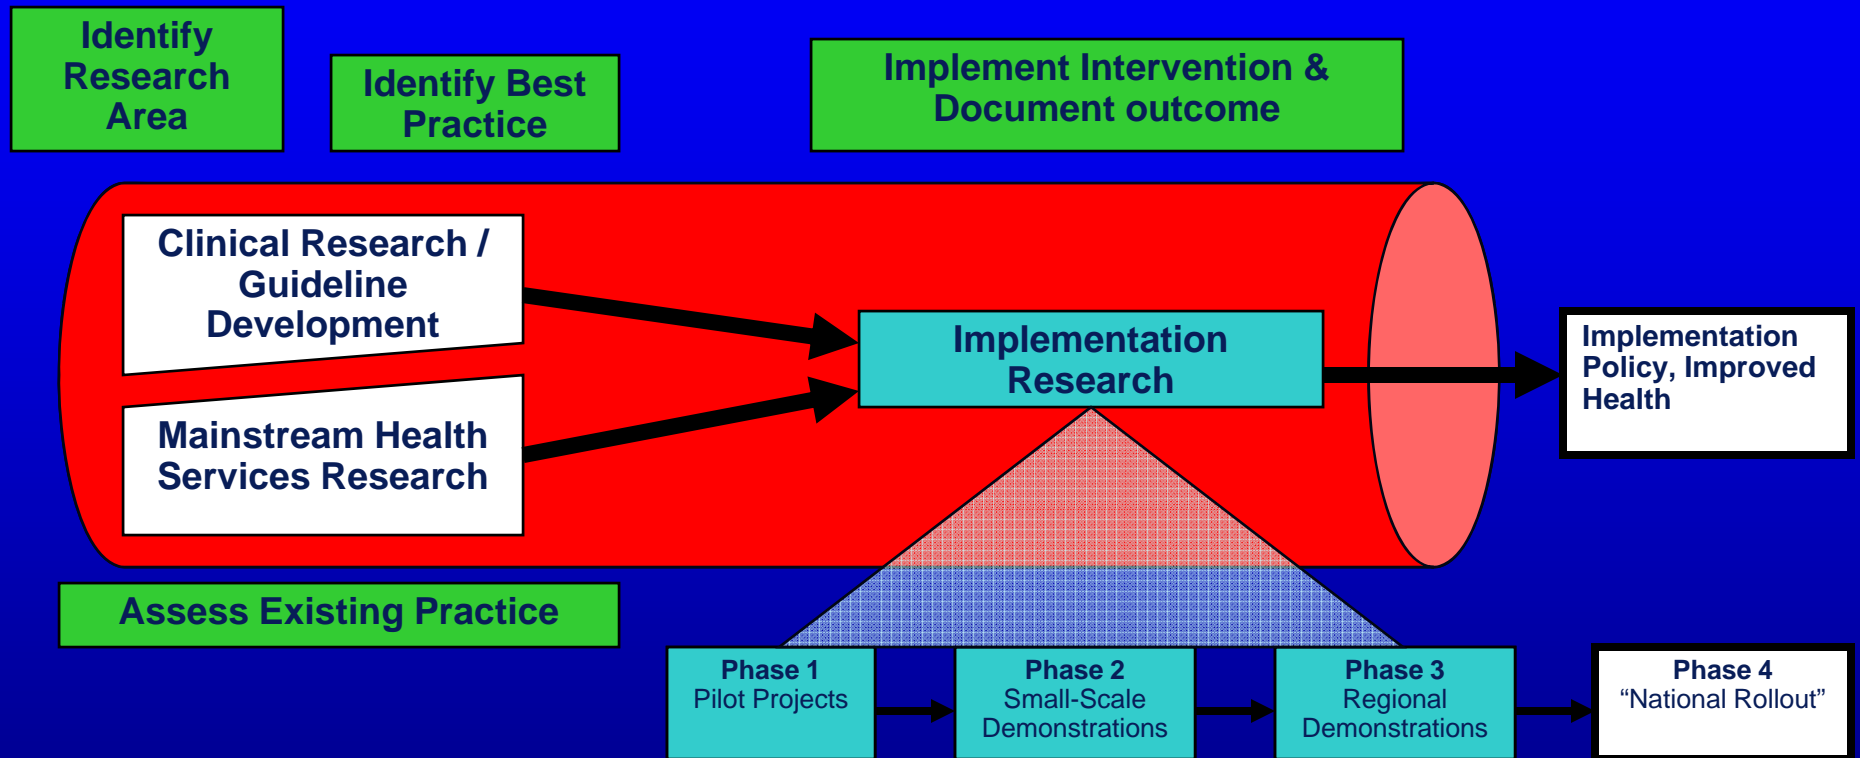 Identify
Research
Area
Identify Best
Practice
Implement Intervention &
Document outcome
Clinical Research /
Guideline
Development
Mainstream Health
Services Research
Implementation
Research
Implementation
Policy, Improved
Health
Assess Existing Practice
Phase 1
Pilot Projects
Phase 2
Small-Scale
Demonstrations
Phase 3
Regional
Demonstrations
Phase 4
“National Rollout”